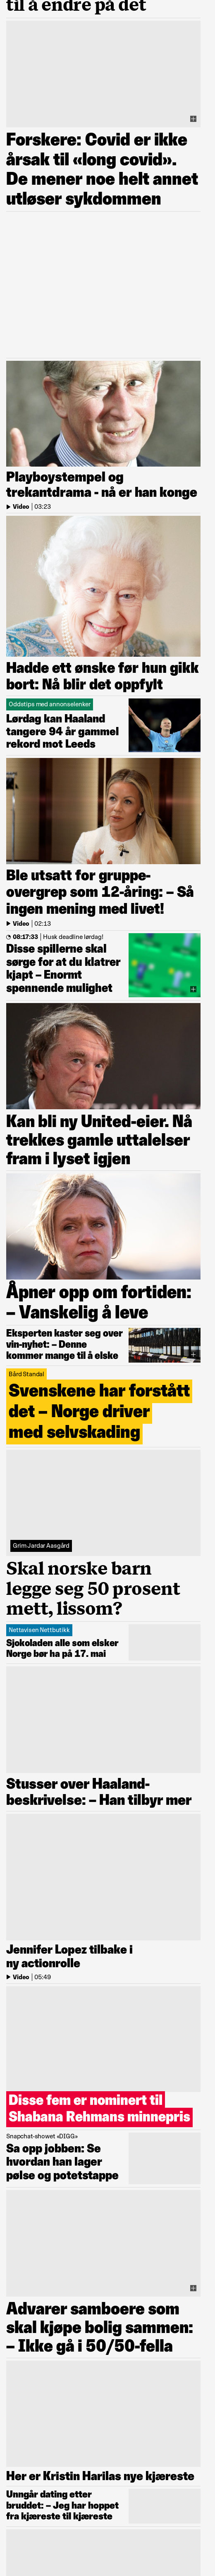 til å endre på det
Forskere: Covid er ikke
årsak til «long covid».
De mener noe helt annet
utløser sykdommen
Playboystempel og
trekantdrama - nå er han konge
Video | 03:23
Hadde ett ønske før hun gikk
bort: Nå blir det oppfylt
Oddstips med annonselenker
Lørdag kan Haaland
tangere 94 år gammel
rekord mot Leeds
Ble utsatt for gruppe-
overgrep som 12-åring: – Så
ingen mening med livet!
Video | 02:13
08:17:33 | Husk deadline lørdag!
Disse spillerne skal
sørge for at du klatrer
kjapt – Enormt
spennende mulighet
Kan bli ny United-eier. Nå
trekkes gamle uttalelser
fram i lyset igjen
Åpner opp om fortiden:
– Vanskelig å leve
Eksperten kaster seg over
vin-nyhet: – Denne
kommer mange til å elske
Bård Standal
Svenskene har forstått
det – Norge driver
med selvskading
Grim Jardar Aasgård
Skal norske barn
legge seg 50 prosent
mett, lissom?
Nettavisen Nettbutikk
Sjokoladen alle som elsker
Norge bør ha på 17. mai
Stusser over Haaland-
beskrivelse: – Han tilbyr mer
Jennifer Lopez tilbake i
ny actionrolle
Video | 05:49
Disse fem er nominert til
Shabana Rehmans minnepris
Snapchat-showet «DIGG»
Sa opp jobben: Se
hvordan han lager
pølse og potetstappe
Advarer samboere som
skal kjøpe bolig sammen:
– Ikke gå i 50/50-fella
Her er Kristin Harilas nye kjæreste
Unngår dating etter
bruddet: – Jeg har hoppet
fra kjæreste til kjæreste